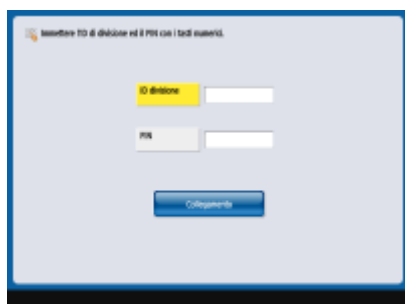 Immettere l'ID di divisione ed il PIN con i tasti numerici.
ID divisione
PIN
Collegamento